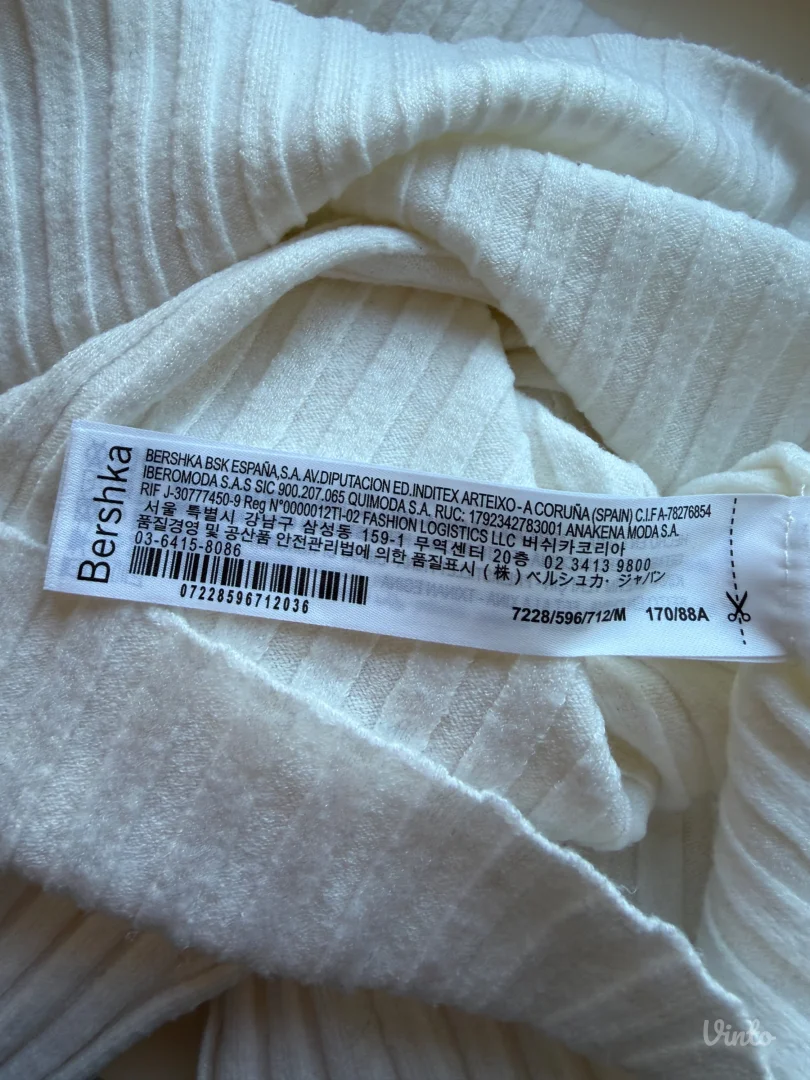 Bershka
BERSHKA BSK ESPAÑA,S.A. AV.DIPUTACION ED.INDITEX ARTEIXO - A CORUÑA (SPAIN) C.I.F A-78276854
IBEROMODA S.A.S SIC 900.207.065 QUIMODA S.A. RUC: 1792342783001 ANAKENA MODA S.A.
RIF J-30777450-9 Reg N°0000012TI-02 FASHION LOGISTICS LLC 버쉬카코리아
서울 특별시 강남구 삼성동 159-1 무역센터 20층 02 3413 9800
품질경영 및 공산품 안전관리법에 의한 품질표시 (株) ベルシュカ・ジャパン
03-6415-8086
07228596712036
7228/596/712/M 170/88A
Vinto